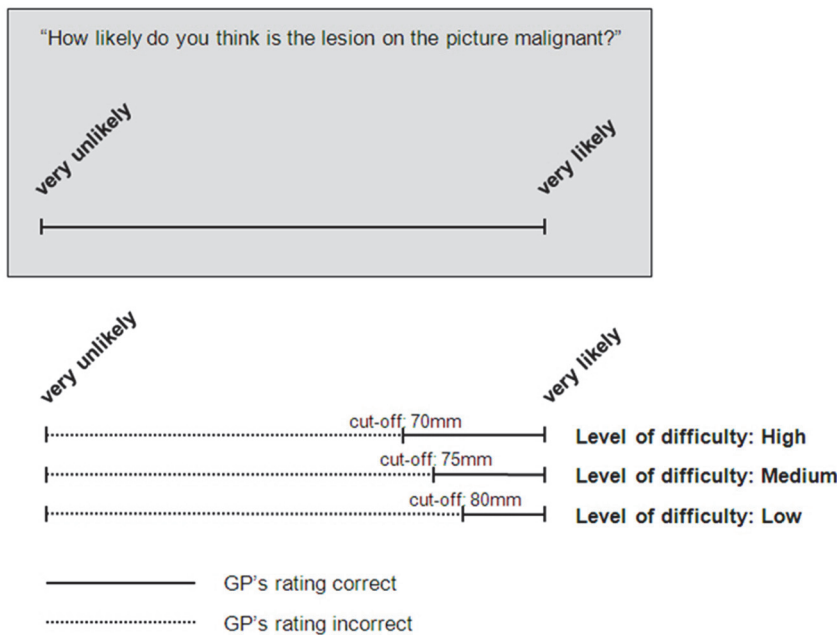 “How likely do you think is the lesion on the picture malignant?”
very unlikely
very likely
very unlikely
very likely
cut-off: 70mm
Level of difficulty: High
cut-off: 75mm
Level of difficulty: Medium
cut-off: 80mm
Level of difficulty: Low
GP’s rating correct
GP’s rating incorrect